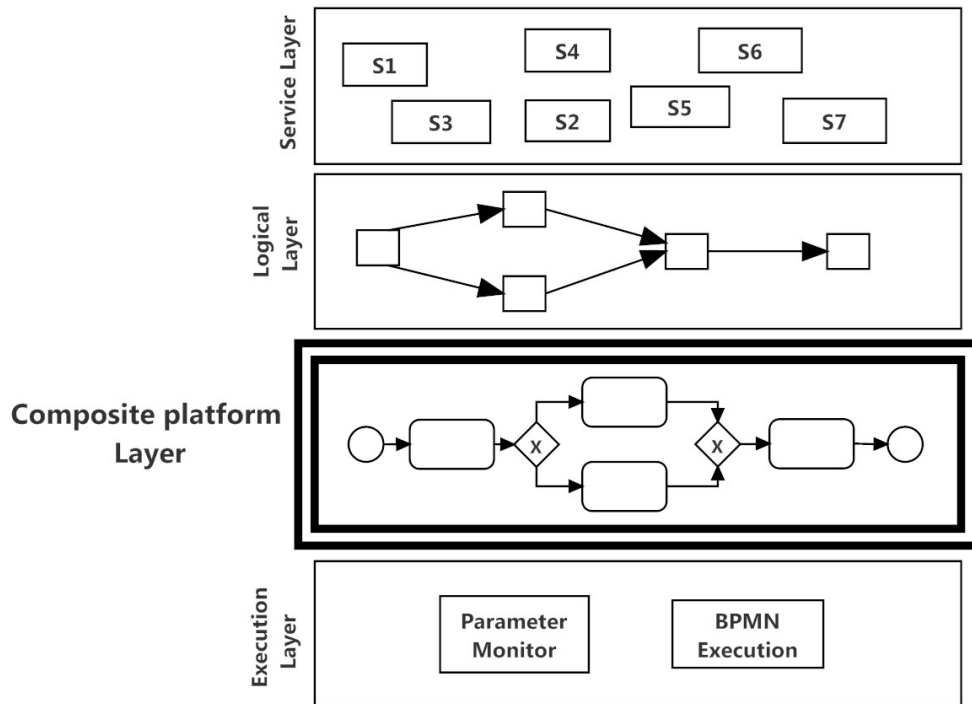 Service Layer
S1
S4
S6
S3
S2
S5
S7
Logical
Layer
Composite platform
Layer
X
X
Execution
Layer
Parameter
Monitor
BPMN
Execution